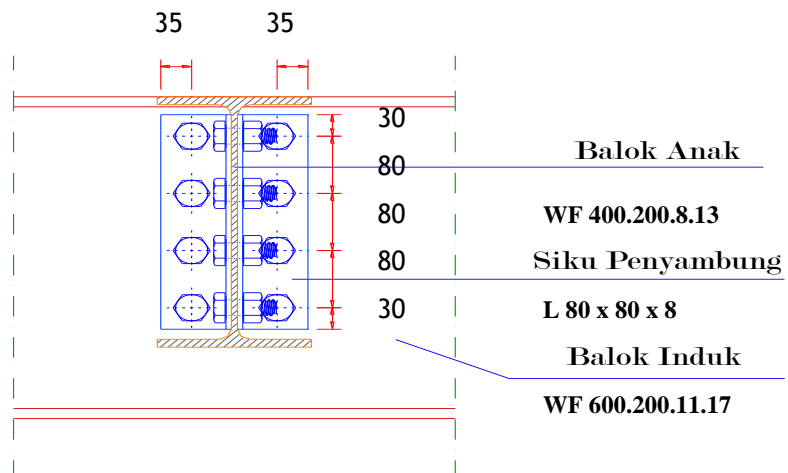 35 35
30
80
80
80
30
Balok Anak
WF 400.200.8.13
Siku Penyambung
L 80 x 80 x 8
Balok Induk
WF 600.200.11.17